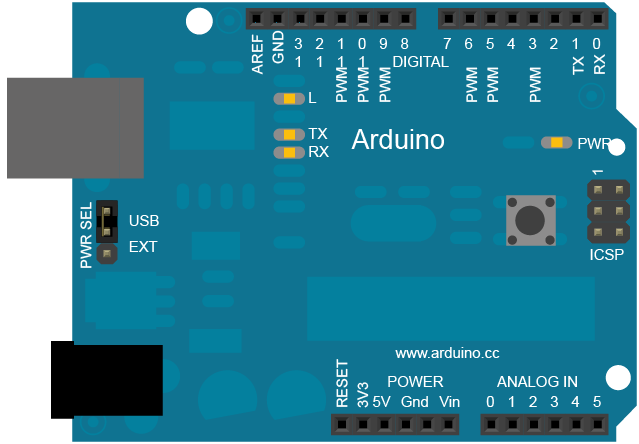 AREF
GND
13
12
11
10
9
8
7
6
5
4
3
2
1
0
DIGITAL
PWM
PWM
PWM
PWM
PWM
PWM
TX
RX
L
TX
RX
Arduino
PWR
1
PWR SEL
USB
EXT
ICSP
www.arduino.cc
RESET
3V3
5V
POWER
Gnd
Vin
ANALOG IN
0 1 2 3 4 5